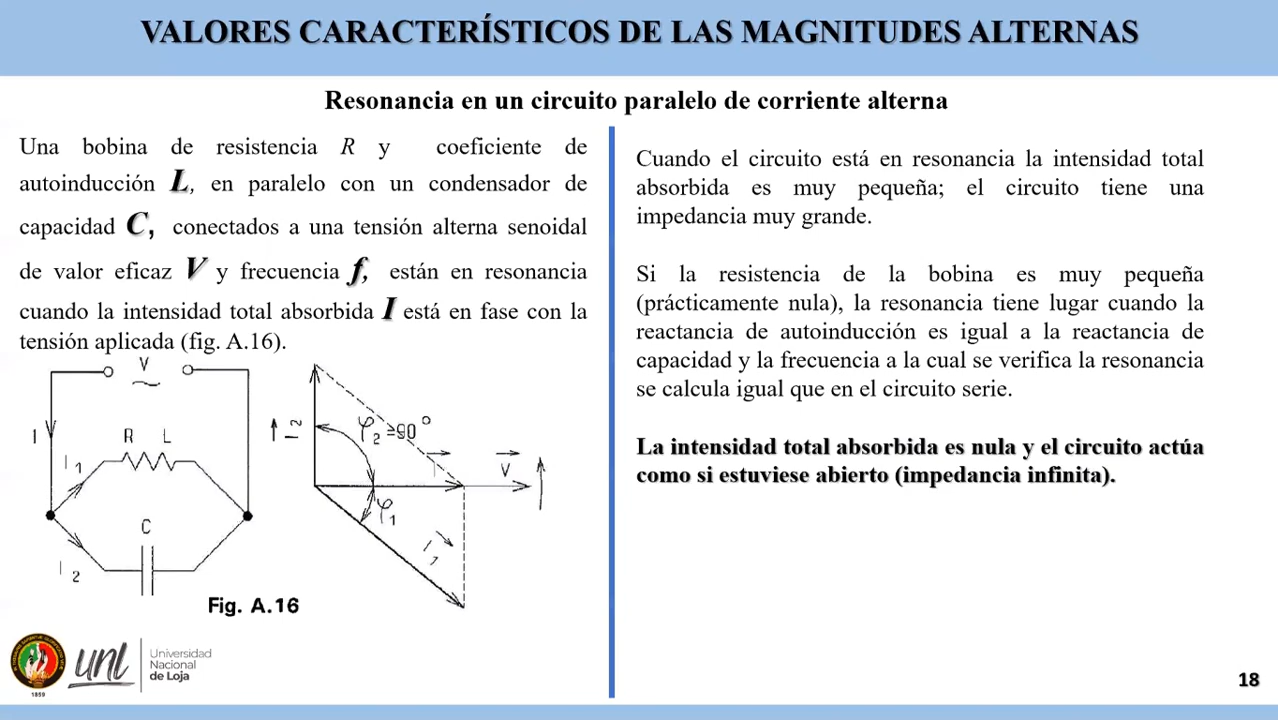 VALORES CARACTERÍSTICOS DE LAS MAGNITUDES ALTERNAS
Resonancia en un circuito paralelo de corriente alterna
Una bobina de resistencia R y coeficiente de
autoinducción L, en paralelo con un condensador de
capacidad C, conectados a una tensión alterna senoidal
de valor eficaz V y frecuencia f, están en resonancia
cuando la intensidad total absorbida I está en fase con la
tensión aplicada (fig. A.16).
V
I
R L
I1
C
I2
I2
φ2≅90°
I
V
φ1
I1
Fig. A.16
Cuando el circuito está en resonancia la intensidad total
absorbida es muy pequeña; el circuito tiene una
impedancia muy grande.
Si la resistencia de la bobina es muy pequeña
(prácticamente nula), la resonancia tiene lugar cuando la
reactancia de autoinducción es igual a la reactancia de
capacidad y la frecuencia a la cual se verifica la resonancia
se calcula igual que en el circuito serie.
La intensidad total absorbida es nula y el circuito actúa
como si estuviese abierto (impedancia infinita).
1859
unl
Universidad
Nacional
de Loja
18